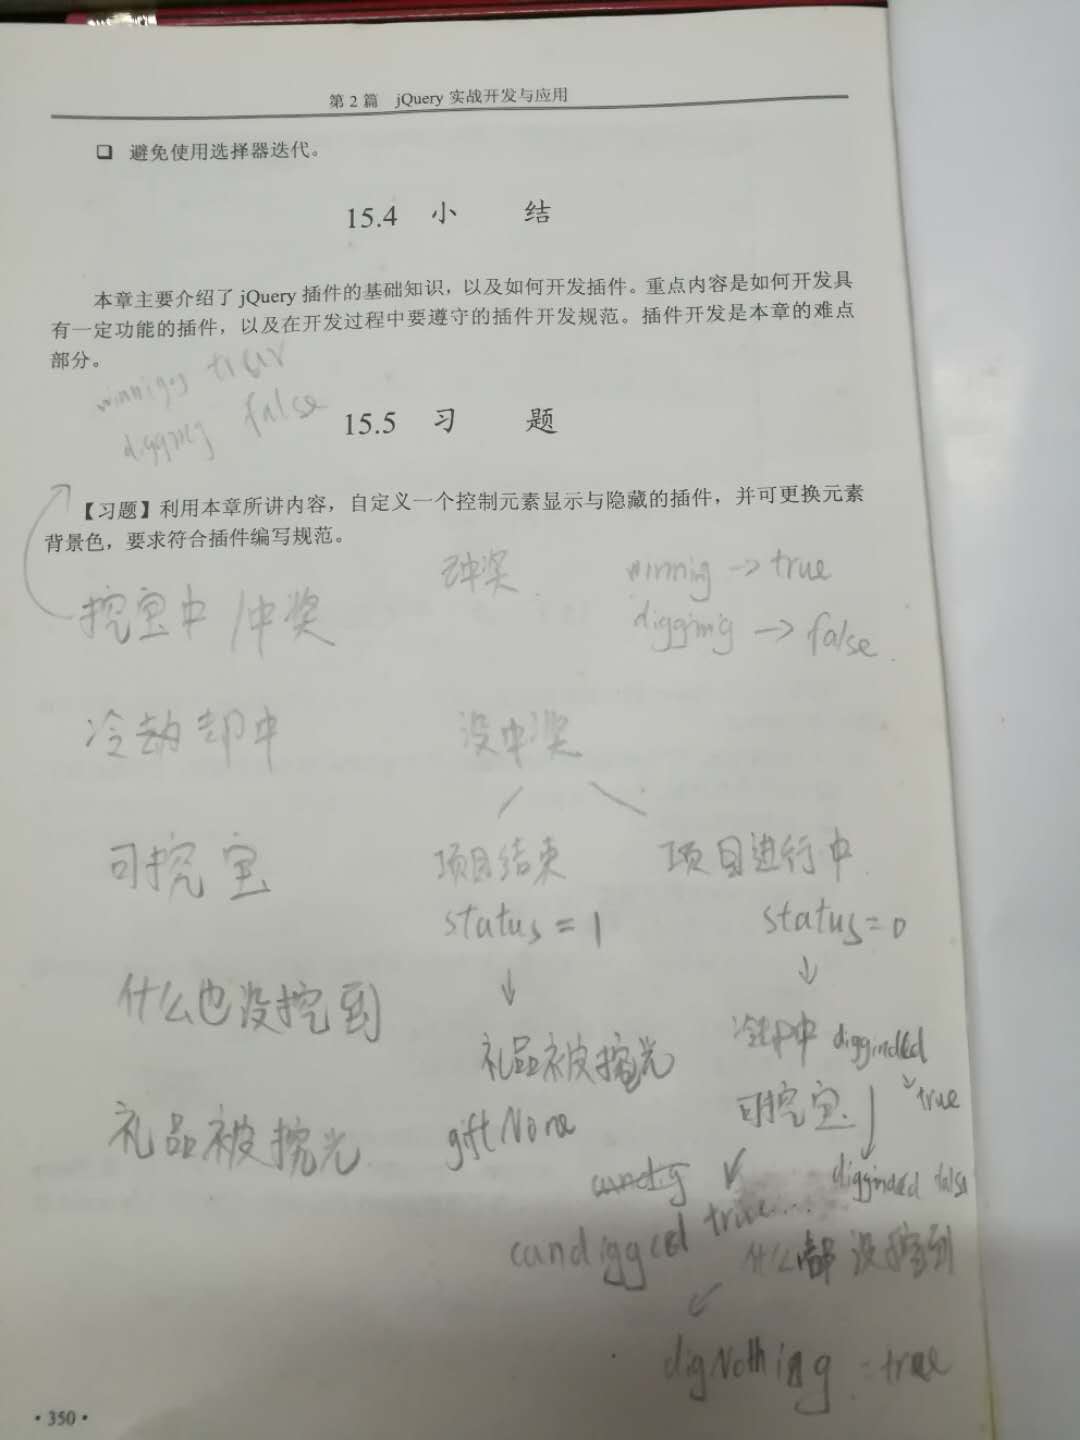 第 2 篇 jQuery 实战开发与应用
❑ 避免使用选择器迭代。
15.4 小 结
本章主要介绍了 jQuery 插件的基础知识，以及如何开发插件。重点内容是如何开发具
有一定功能的插件，以及在开发过程中要遵守的插件开发规范。插件开发是本章的难点
部分。
false
15.5 习 题
【习题】利用本章所讲内容，自定义一个控制元素显示与隐藏的插件，并可更换元素
背景色，要求符合插件编写规范。
中奖 winnig → true
挖宝中 / 中奖 digging → false
冷却中 没中奖
可挖宝 项目结束 项目进行中
status = 1 status = 0
什么也没挖到 ↓ ↓
礼品被挖光 冷却中 digginded
可挖宝 true
礼品被挖光 giftNone
digginded false
candigged true...
什么都没挖到
digNothing : true
·350·